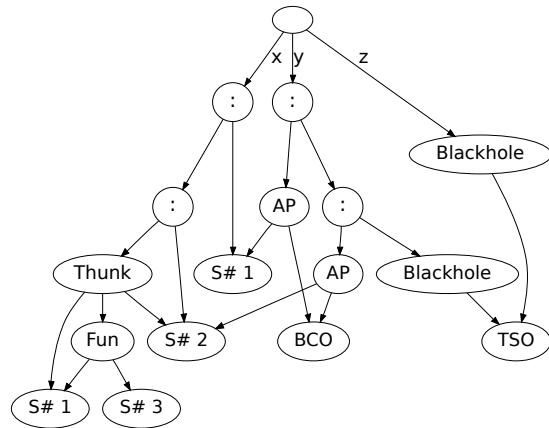 x y z
: :
Blackhole
: AP :
Thunk S# 1 AP Blackhole
Fun S# 2 BCO TSO
S# 1 S# 3